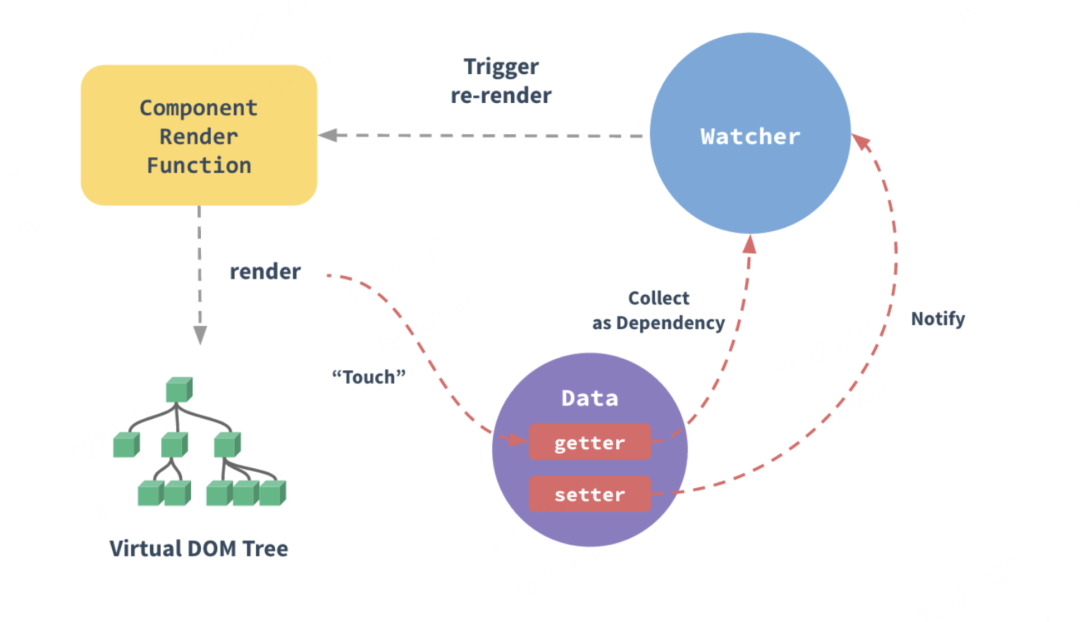 Trigger
re-render
Component
Render
Function
Watcher
render
Collect
as Dependency
Notify
“Touch”
Data
getter
setter
Virtual DOM Tree